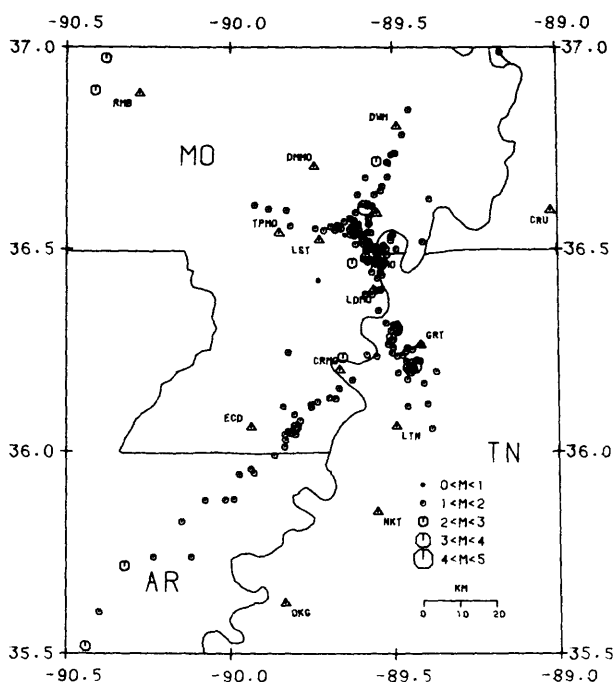 -90.5 -90.0 -89.5 -89.0
37.0 37.0
RMB
DWM
MO
DMMO
CRU
TPMO
LST
36.5 36.5
LDMO
GRT
CRMO
ECD
LTN
TN
36.0 36.0
0<M<1
1<M<2
NKT
2<M<3
3<M<4
4<M<5
AR
KM
0 10 20
OKG
35.5 35.5
-90.5 -90.0 -89.5 -89.0